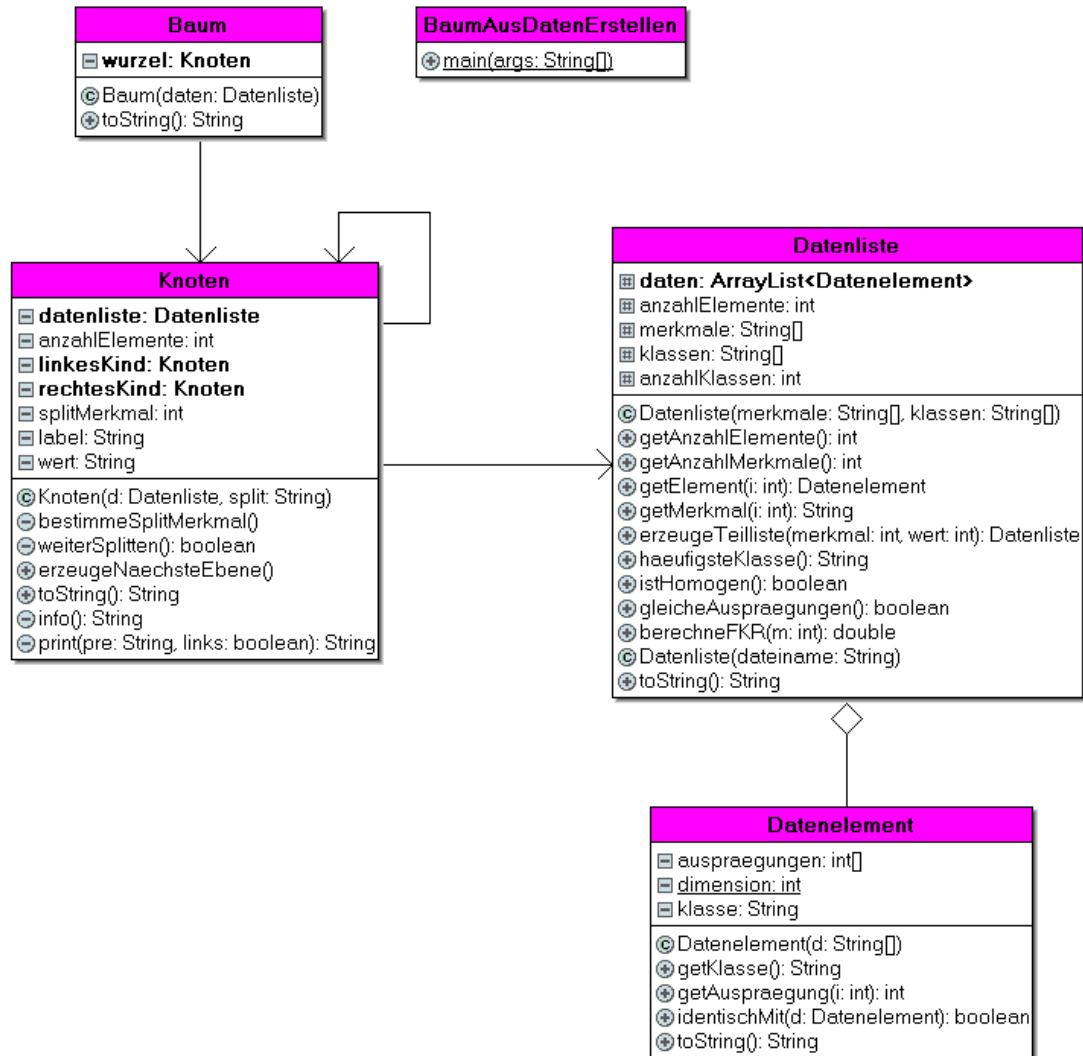 Baum
wurzel: Knoten
Baum(daten: Datenliste)
toString(): String
BaumAusDatenErstellen
main(args: String[])
Knoten
datenliste: Datenliste
anzahlElemente: int
linkesKind: Knoten
rechtesKind: Knoten
splitMerkmal: int
label: String
wert: String
Knoten(d: Datenliste, split: String)
bestimmeSplitMerkmal()
weiterSplitten(): boolean
erzeugeNaechsteEbene()
toString(): String
info(): String
print(pre: String, links: boolean): String
Datenliste
daten: ArrayList<Datenelement>
anzahlElemente: int
merkmale: String[]
klassen: String[]
anzahlKlassen: int
Datenliste(merkmale: String[], klassen: String[])
getAnzahlElemente(): int
getAnzahlMerkmale(): int
getElement(i: int): Datenelement
getMerkmal(i: int): String
erzeugeTeilliste(merkmal: int, wert: int): Datenliste
haeufigsteKlasse(): String
istHomogen(): boolean
gleicheAuspraegungen(): boolean
berechneFKR(m: int): double
Datenliste(dateiname: String)
toString(): String
Datenelement
auspraegungen: int[]
dimension: int
klasse: String
Datenelement(d: String[])
getKlasse(): String
getAuspraegung(i: int): int
identischMit(d: Datenelement): boolean
toString(): String